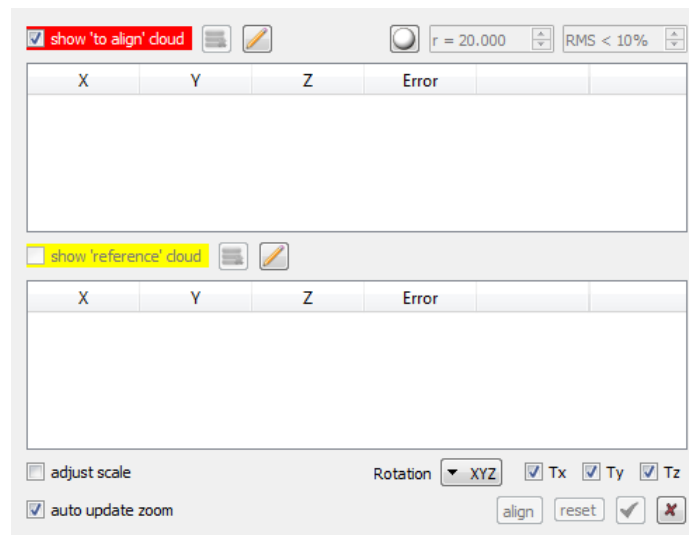 show 'to align' cloud r = 20.000 RMS < 10%
X Y Z Error
show 'reference' cloud
X Y Z Error
adjust scale Rotation XYZ Tx Ty Tz
auto update zoom align reset